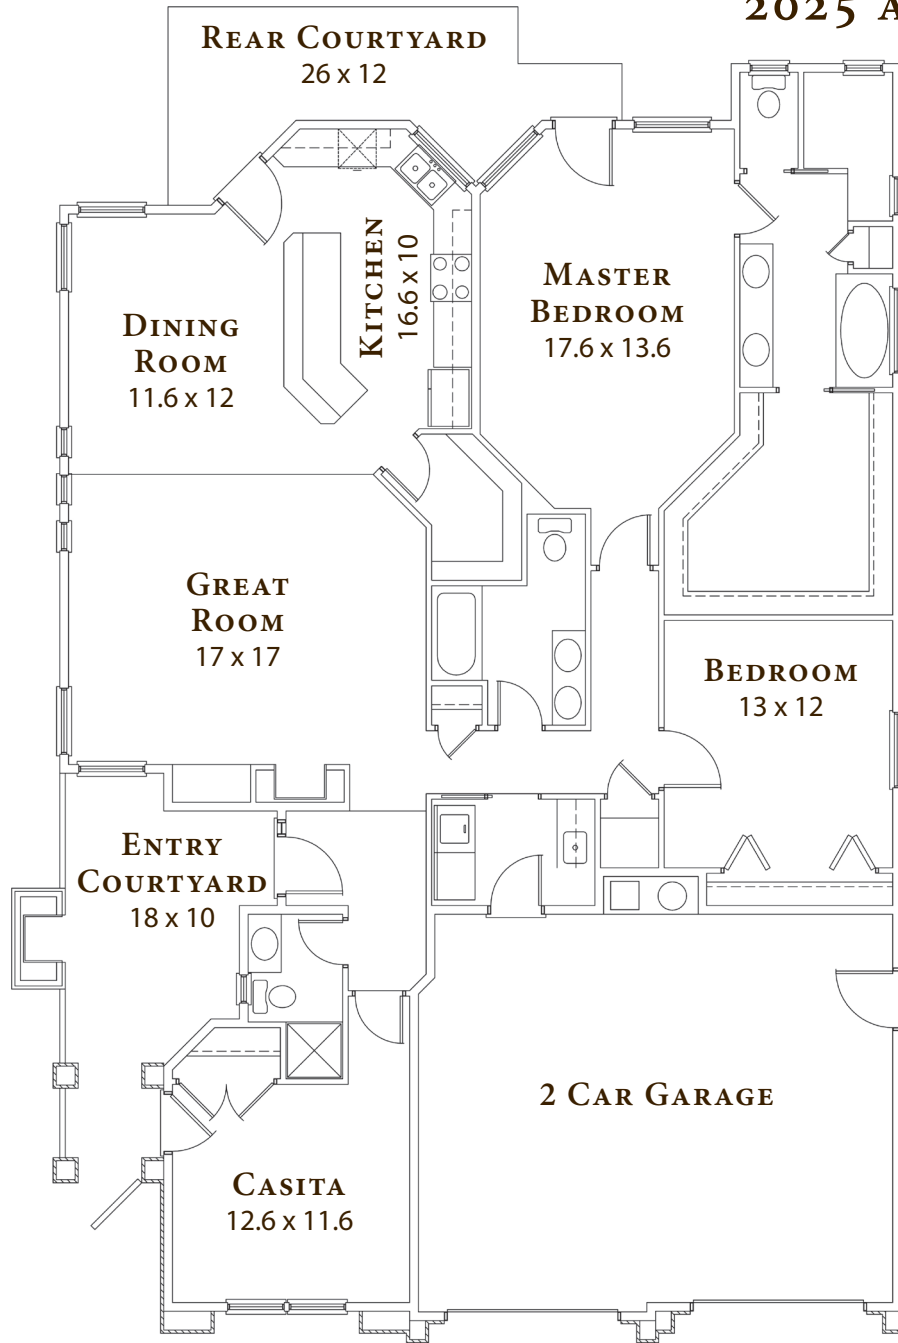 2025 A
Rear Courtyard
26 x 12
Kitchen
16.6 x 10
Master
Bedroom
17.6 x 13.6
Dining
Room
11.6 x 12
Great
Room
17 x 17
Bedroom
13 x 12
Entry
Courtyard
18 x 10
2 Car Garage
Casita
12.6 x 11.6